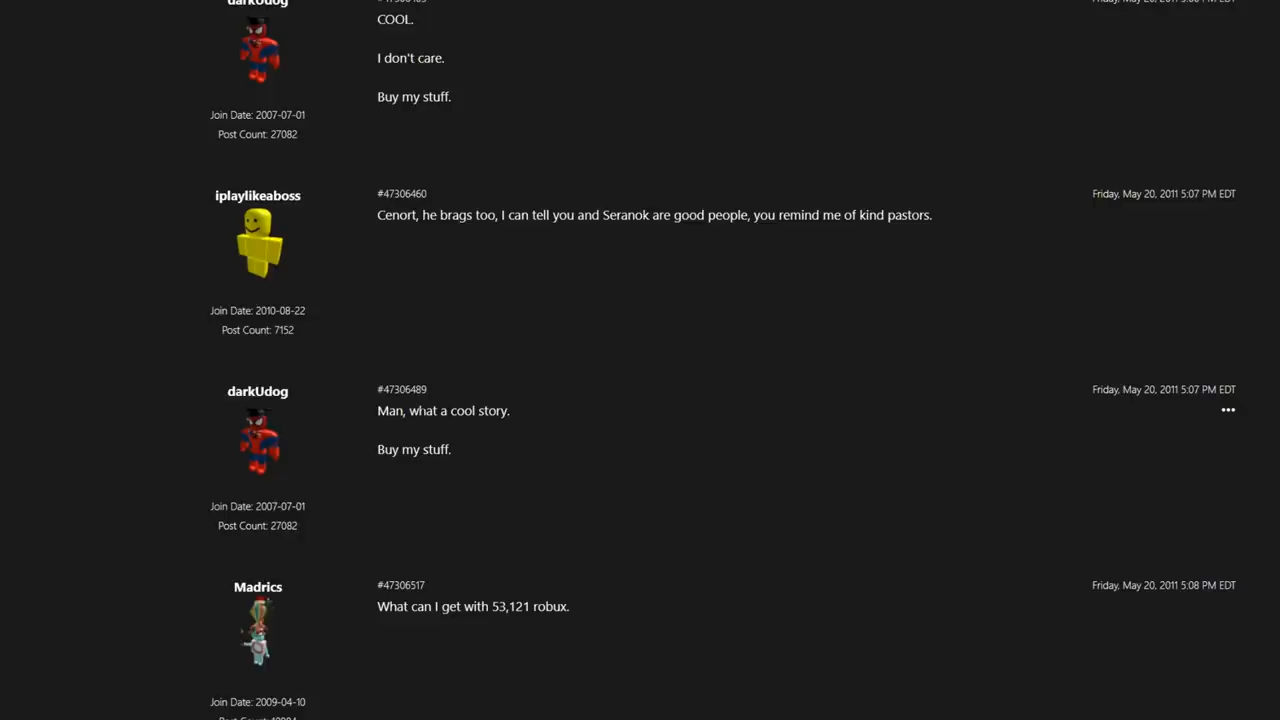 darkUdog
COOL.
I don't care.
Buy my stuff.
Join Date: 2007-07-01
Post Count: 27082
iplaylikeaboss
#47306460
Friday, May 20, 2011 5:07 PM EDT
Cenort, he brags too, I can tell you and Seranok are good people, you remind me of kind pastors.
Join Date: 2010-08-22
Post Count: 7152
darkUdog
#47306489
Friday, May 20, 2011 5:07 PM EDT
Man, what a cool story.
Buy my stuff.
Join Date: 2007-07-01
Post Count: 27082
Madrics
#47306517
Friday, May 20, 2011 5:08 PM EDT
What can I get with 53,121 robux.
Join Date: 2009-04-10